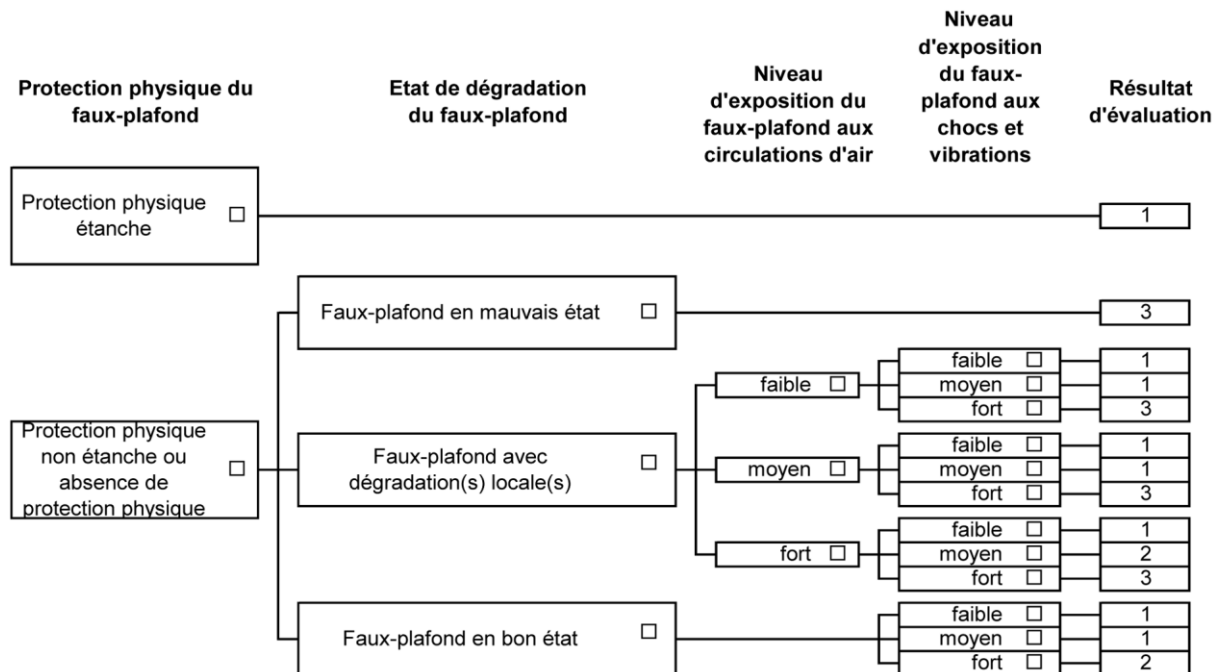 Protection physique du
faux-plafond
Etat de dégradation
du faux-plafond
Niveau
d'exposition du
faux-plafond aux
circulations d'air
Niveau
d'exposition
du faux-
plafond aux
chocs et
vibrations
Résultat
d'évaluation
Protection physique
étanche
1
Faux-plafond en mauvais état
3
Protection physique
non étanche ou
absence de
protection physique
Faux-plafond avec
dégradation(s) locale(s)
faible
faible 1
moyen 1
fort 3
moyen
faible 1
moyen 1
fort 3
fort
faible 1
moyen 2
fort 3
Faux-plafond en bon état
faible 1
moyen 1
fort 2